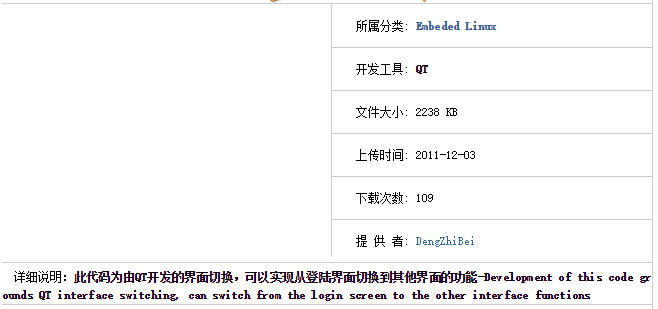 所属分类: Embeded Linux
开发工具: QT
文件大小: 2238 KB
上传时间: 2011-12-03
下载次数: 109
提 供 者: DengZhiBei
详细说明：此代码为由QT开发的界面切换，可以实现从登陆界面切换到其他界面的功能-Development of this code gr
ounds QT interface switching, can switch from the login screen to the other interface functions